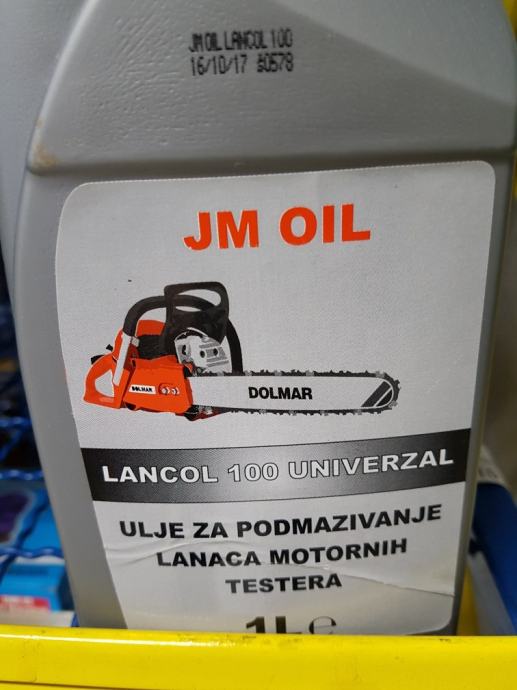 JM OIL LANCOL 100
16/10/17 80578
JM OIL
DOLMAR
DOLMAR
LANCOL 100 UNIVERZAL
ULJE ZA PODMAZIVANJE
LANACA MOTORNIH
TESTERA
1L e